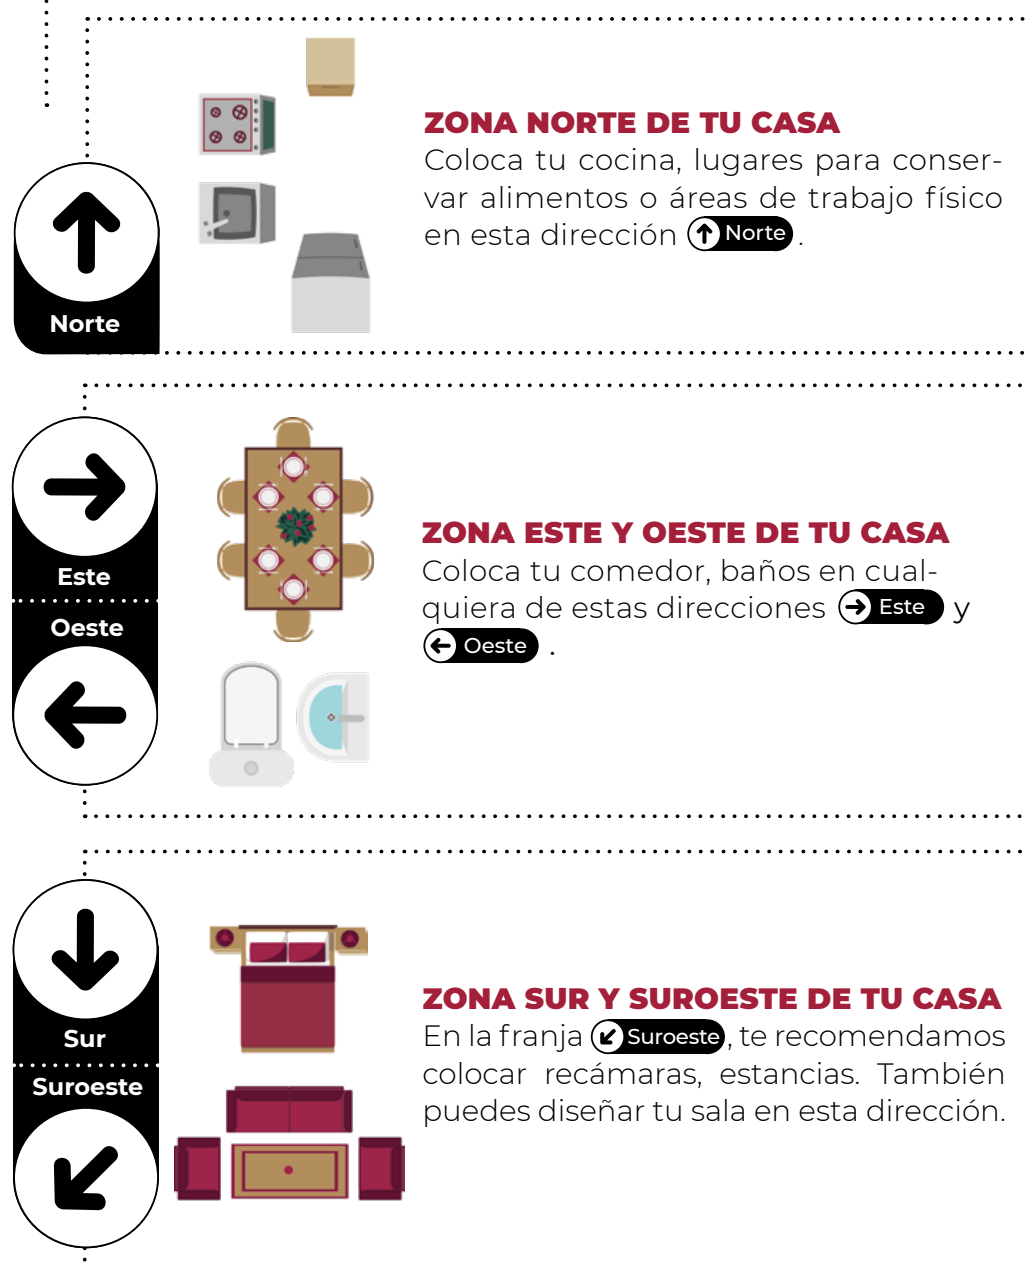 ZONA NORTE DE TU CASA
Coloca tu cocina, lugares para conser-
var alimentos o áreas de trabajo físico
en esta dirección Norte.
Norte
ZONA ESTE Y OESTE DE TU CASA
Coloca tu comedor, baños en cual-
quiera de estas direcciones Este y
Oeste .
Este
Oeste
ZONA SUR Y SUROESTE DE TU CASA
En la franja Suroeste, te recomendamos
colocar recámaras, estancias. También
puedes diseñar tu sala en esta dirección.
Sur
Suroeste